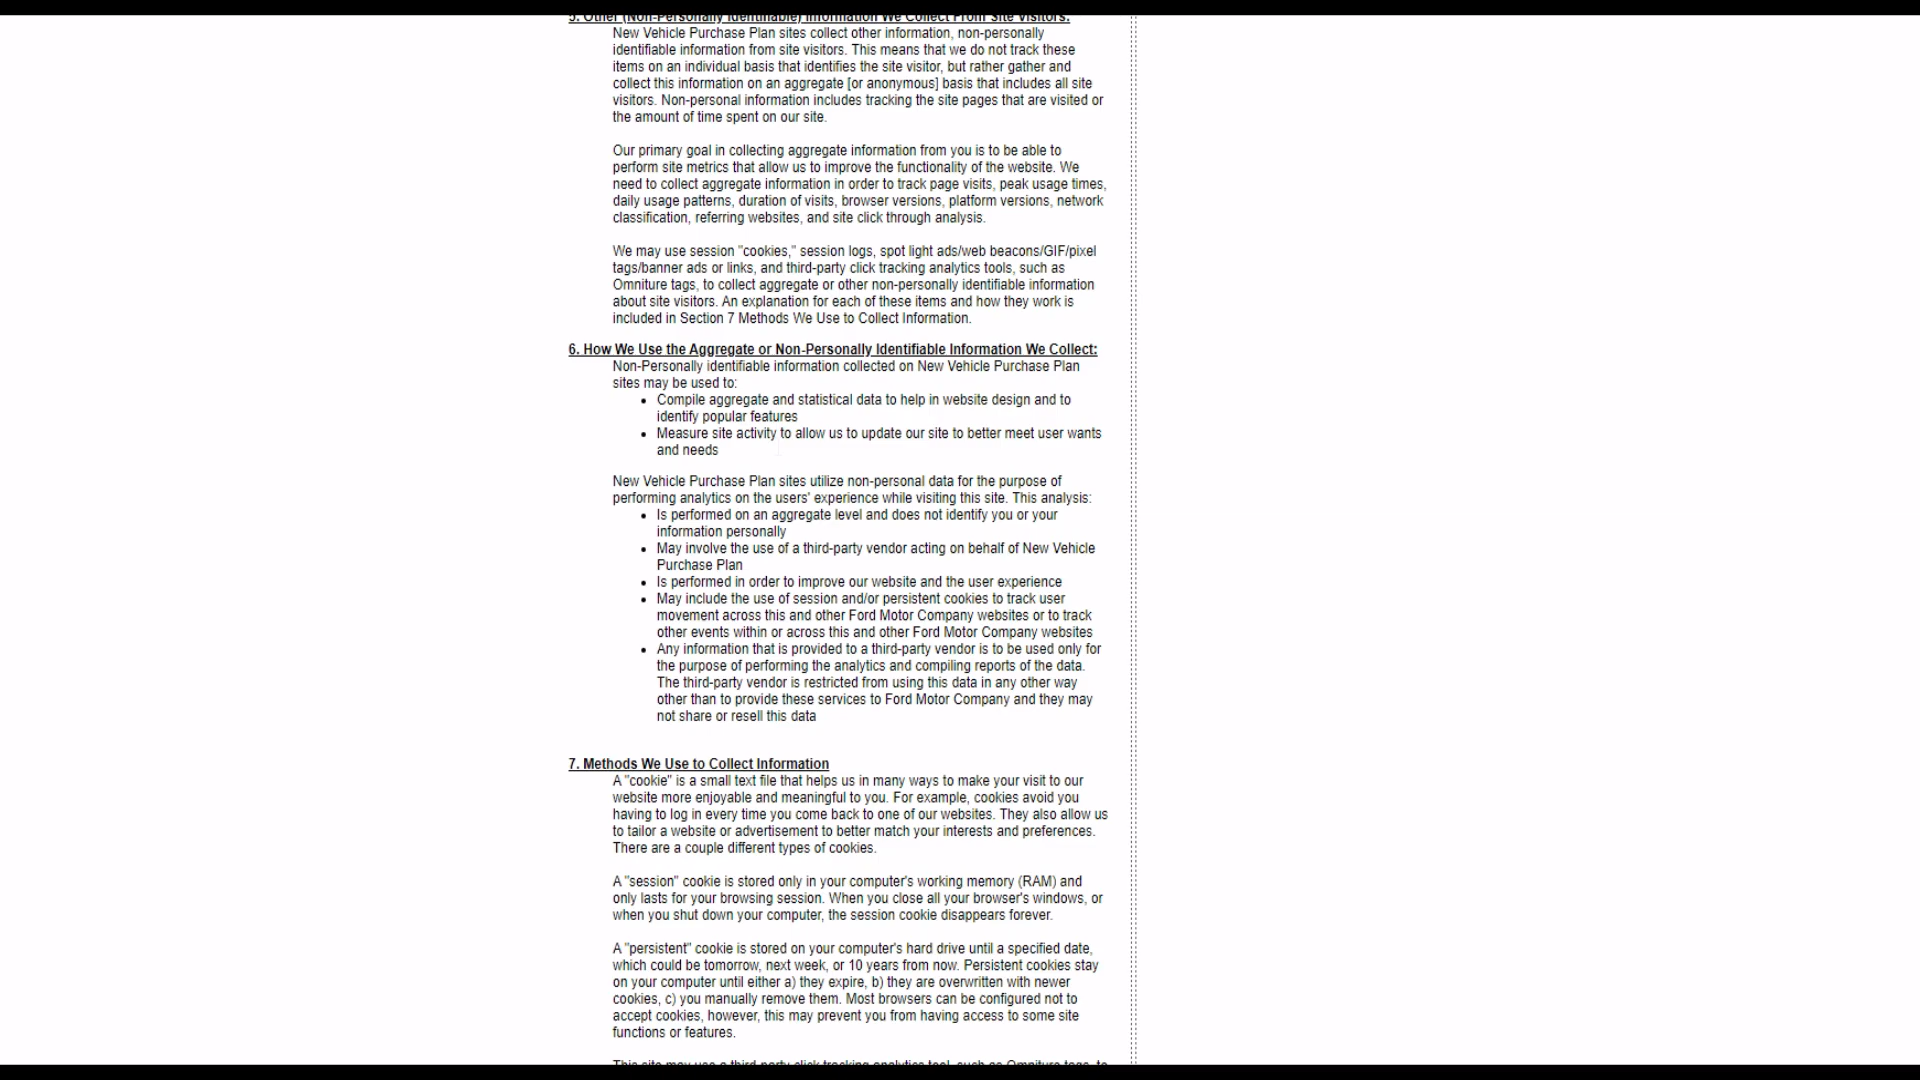 5. Other (Non-Personally Identifiable) Information We Collect From Site Visitors:
New Vehicle Purchase Plan sites collect other information, non-personally
identifiable information from site visitors. This means that we do not track these
items on an individual basis that identifies the site visitor, but rather gather and
collect this information on an aggregate [or anonymous] basis that includes all site
visitors. Non-personal information includes tracking the site pages that are visited or
the amount of time spent on our site.
Our primary goal in collecting aggregate information from you is to be able to
perform site metrics that allow us to improve the functionality of the website. We
need to collect aggregate information in order to track page visits, peak usage times,
daily usage patterns, duration of visits, browser versions, platform versions, network
classification, referring websites, and site click through analysis.
We may use session "cookies," session logs, spot light ads/web beacons/GIF/pixel
tags/banner ads or links, and third-party click tracking analytics tools, such as
Omniture tags, to collect aggregate or other non-personally identifiable information
about site visitors. An explanation for each of these items and how they work is
included in Section 7 Methods We Use to Collect Information.
6. How We Use the Aggregate or Non-Personally Identifiable Information We Collect:
Non-Personally identifiable information collected on New Vehicle Purchase Plan
sites may be used to:
• Compile aggregate and statistical data to help in website design and to
identify popular features
• Measure site activity to allow us to update our site to better meet user wants
and needs
New Vehicle Purchase Plan sites utilize non-personal data for the purpose of
performing analytics on the users' experience while visiting this site. This analysis:
• Is performed on an aggregate level and does not identify you or your
information personally
• May involve the use of a third-party vendor acting on behalf of New Vehicle
Purchase Plan
• Is performed in order to improve our website and the user experience
• May include the use of session and/or persistent cookies to track user
movement across this and other Ford Motor Company websites or to track
other events within or across this and other Ford Motor Company websites
• Any information that is provided to a third-party vendor is to be used only for
the purpose of performing the analytics and compiling reports of the data.
The third-party vendor is restricted from using this data in any other way
other than to provide these services to Ford Motor Company and they may
not share or resell this data
7. Methods We Use to Collect Information
A "cookie" is a small text file that helps us in many ways to make your visit to our
website more enjoyable and meaningful to you. For example, cookies avoid you
having to log in every time you come back to one of our websites. They also allow us
to tailor a website or advertisement to better match your interests and preferences.
There are a couple different types of cookies.
A "session" cookie is stored only in your computer's working memory (RAM) and
only lasts for your browsing session. When you close all your browser's windows, or
when you shut down your computer, the session cookie disappears forever.
A "persistent" cookie is stored on your computer's hard drive until a specified date,
which could be tomorrow, next week, or 10 years from now. Persistent cookies stay
on your computer until either a) they expire, b) they are overwritten with newer
cookies, c) you manually remove them. Most browsers can be configured not to
accept cookies, however, this may prevent you from having access to some site
functions or features.
This site may use a third-party click tracking analytics tool, such as Omniture tags, to